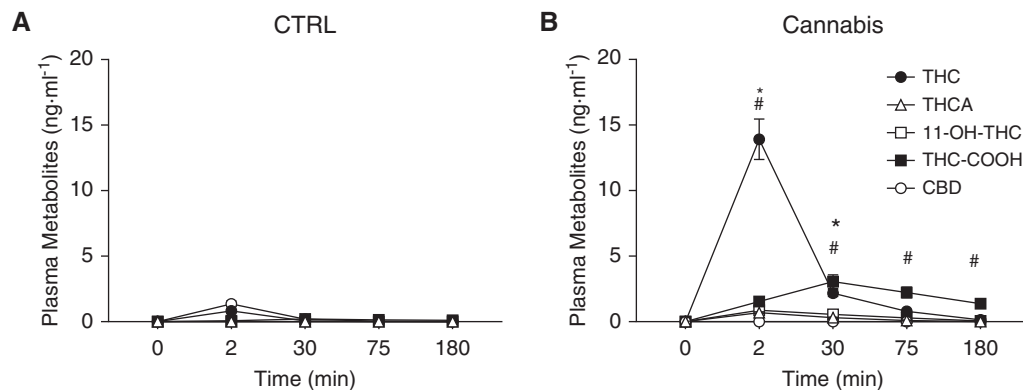 A
CTRL
Plasma Metabolites (ng·ml⁻¹)
20
15
10
5
0
0 2 30 75 180
Time (min)
B
Cannabis
Plasma Metabolites (ng·ml⁻¹)
20
15
10
5
0
THC
THCA
11-OH-THC
THC-COOH
CBD
*
#
*
#
#
#
0 2 30 75 180
Time (min)